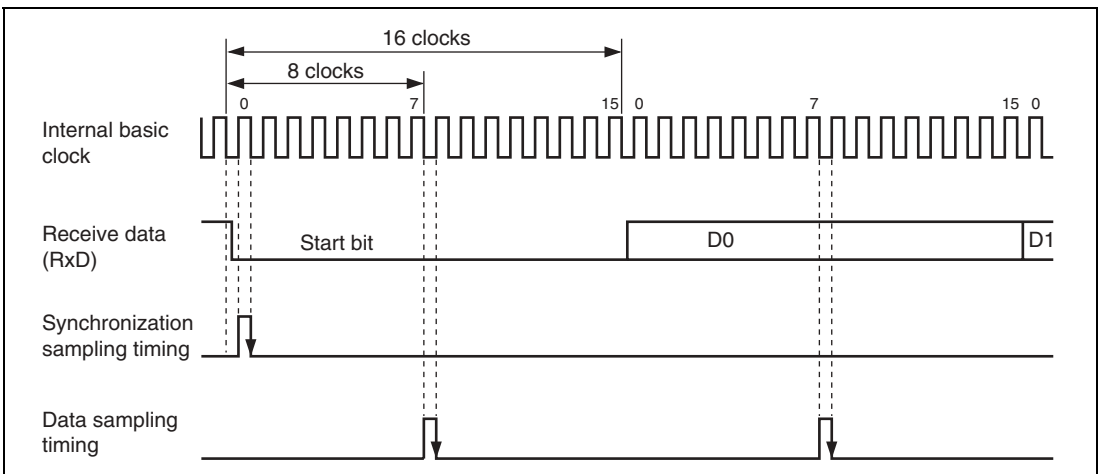 16 clocks
8 clocks
0 7 15 0 7 15 0
Internal basic
clock
Receive data
(RxD)
Start bit D0 D1
Synchronization
sampling timing
Data sampling
timing